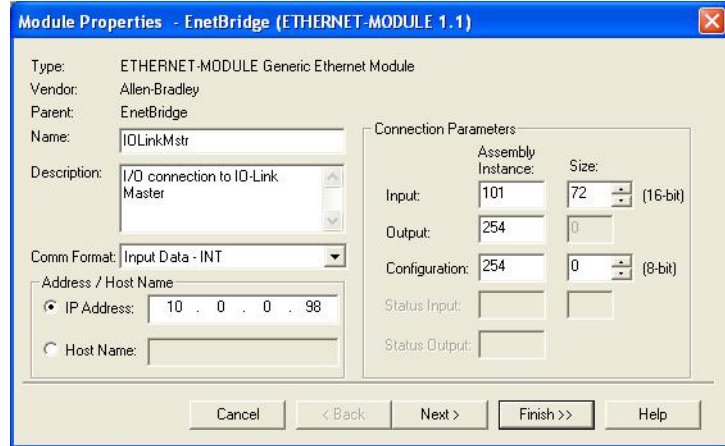 Module Properties - EnetBridge (ETHERNET-MODULE 1.1)
Type: ETHERNET-MODULE Generic Ethernet Module
Vendor: Allen-Bradley
Parent: EnetBridge
Name: IOLinkMstr
Description: I/O connection to IO-Link
Master
Comm Format: Input Data - INT
Address / Host Name
IP Address: 10 . 0 . 0 . 98
Host Name:
Connection Parameters
Assembly
Instance: Size:
Input: 101 72 (16-bit)
Output: 254 0
Configuration: 254 0 (8-bit)
Status Input:
Status Output:
Cancel < Back Next > Finish >> Help